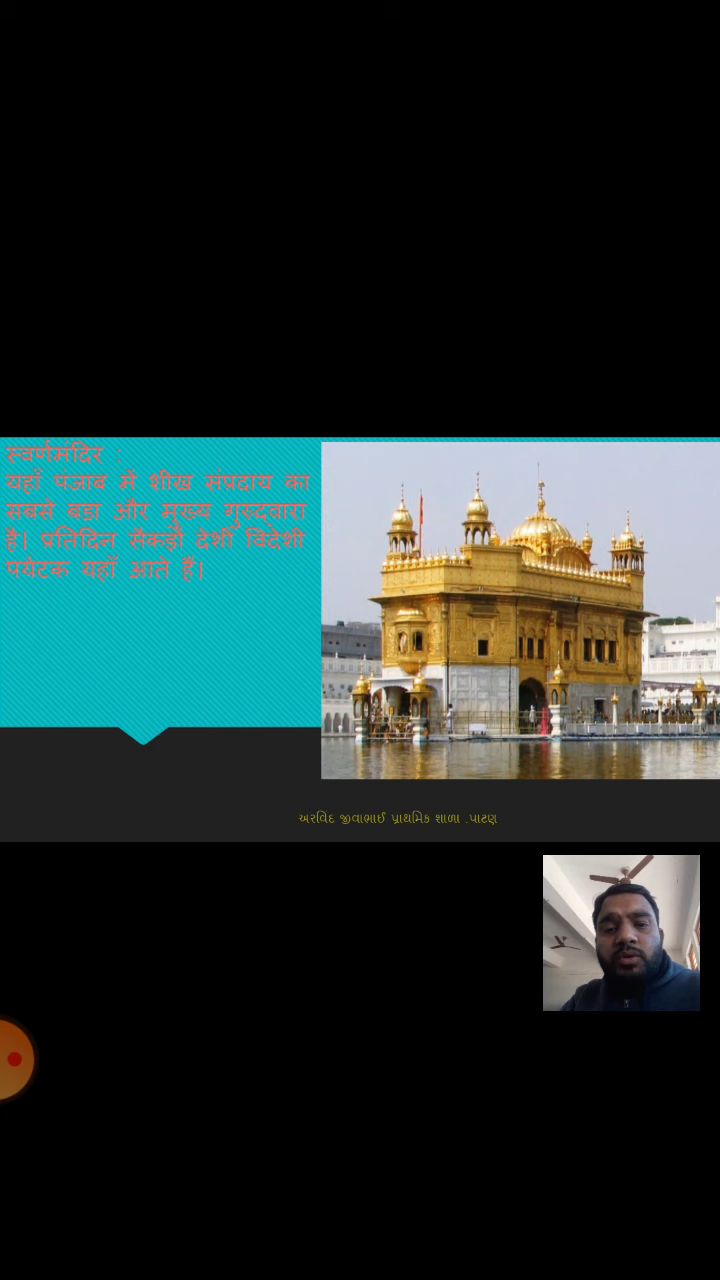 स्वर्णमंदिर :
यहाँ पंजाब में शीख संप्रदाय का
सबसे बडा और मुख्य गुरुद्वारा
है। प्रतिदिन सैकड़ो देशी विदेशी
पर्यटक यहाँ आते हैं।
અરવિંદ જીવાભાઈ પ્રાથમિક શાળા .પાટણ